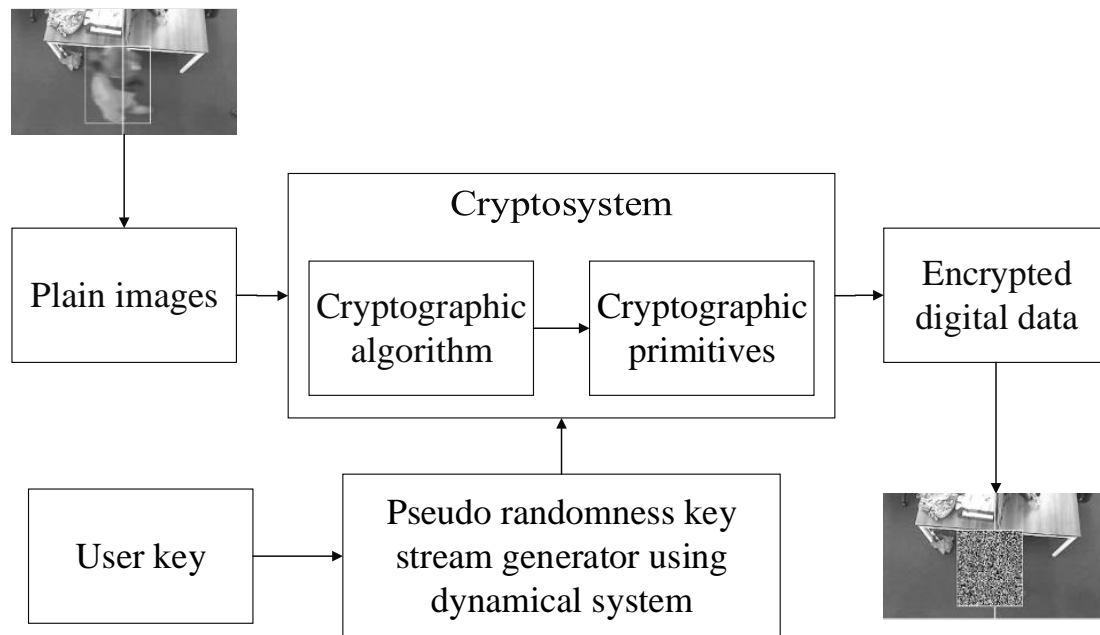 Cryptosystem
Plain images
Cryptographic
algorithm
Cryptographic
primitives
Encrypted
digital data
User key
Pseudo randomness key
stream generator using
dynamical system